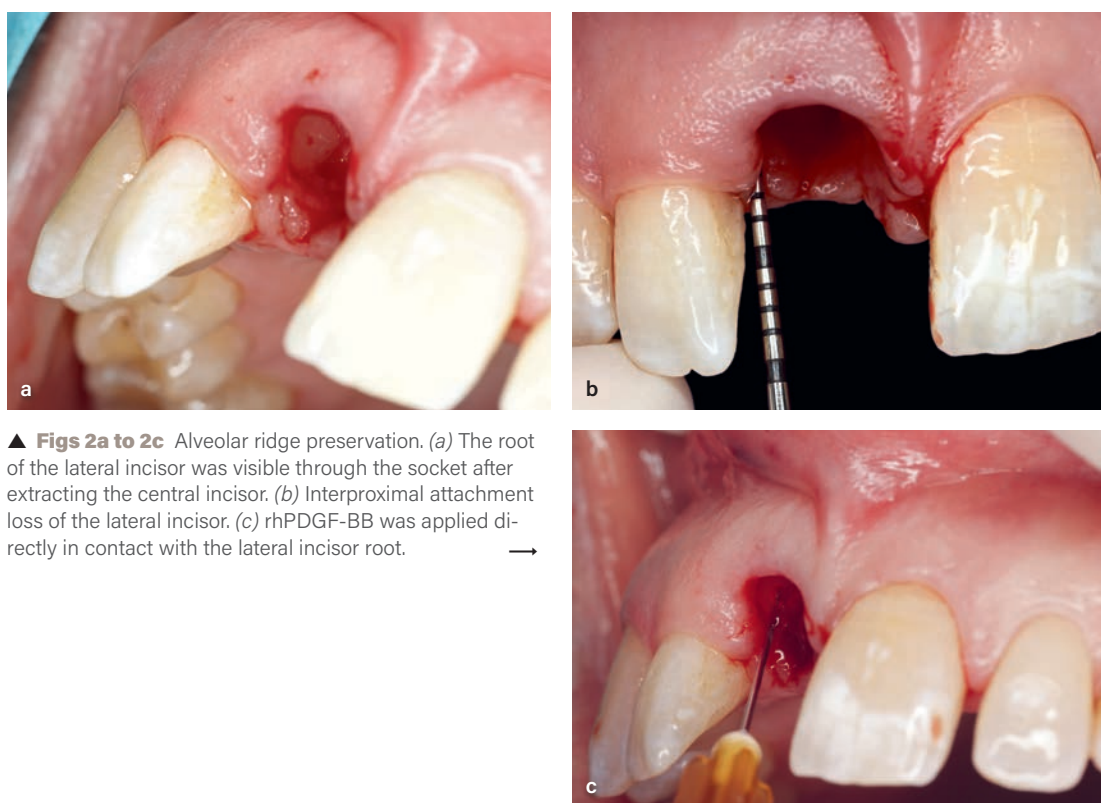 a
b
▲ Figs 2a to 2c Alveolar ridge preservation. (a) The root
of the lateral incisor was visible through the socket after
extracting the central incisor. (b) Interproximal attachment
loss of the lateral incisor. (c) rhPDGF-BB was applied di-
rectly in contact with the lateral incisor root. →
c